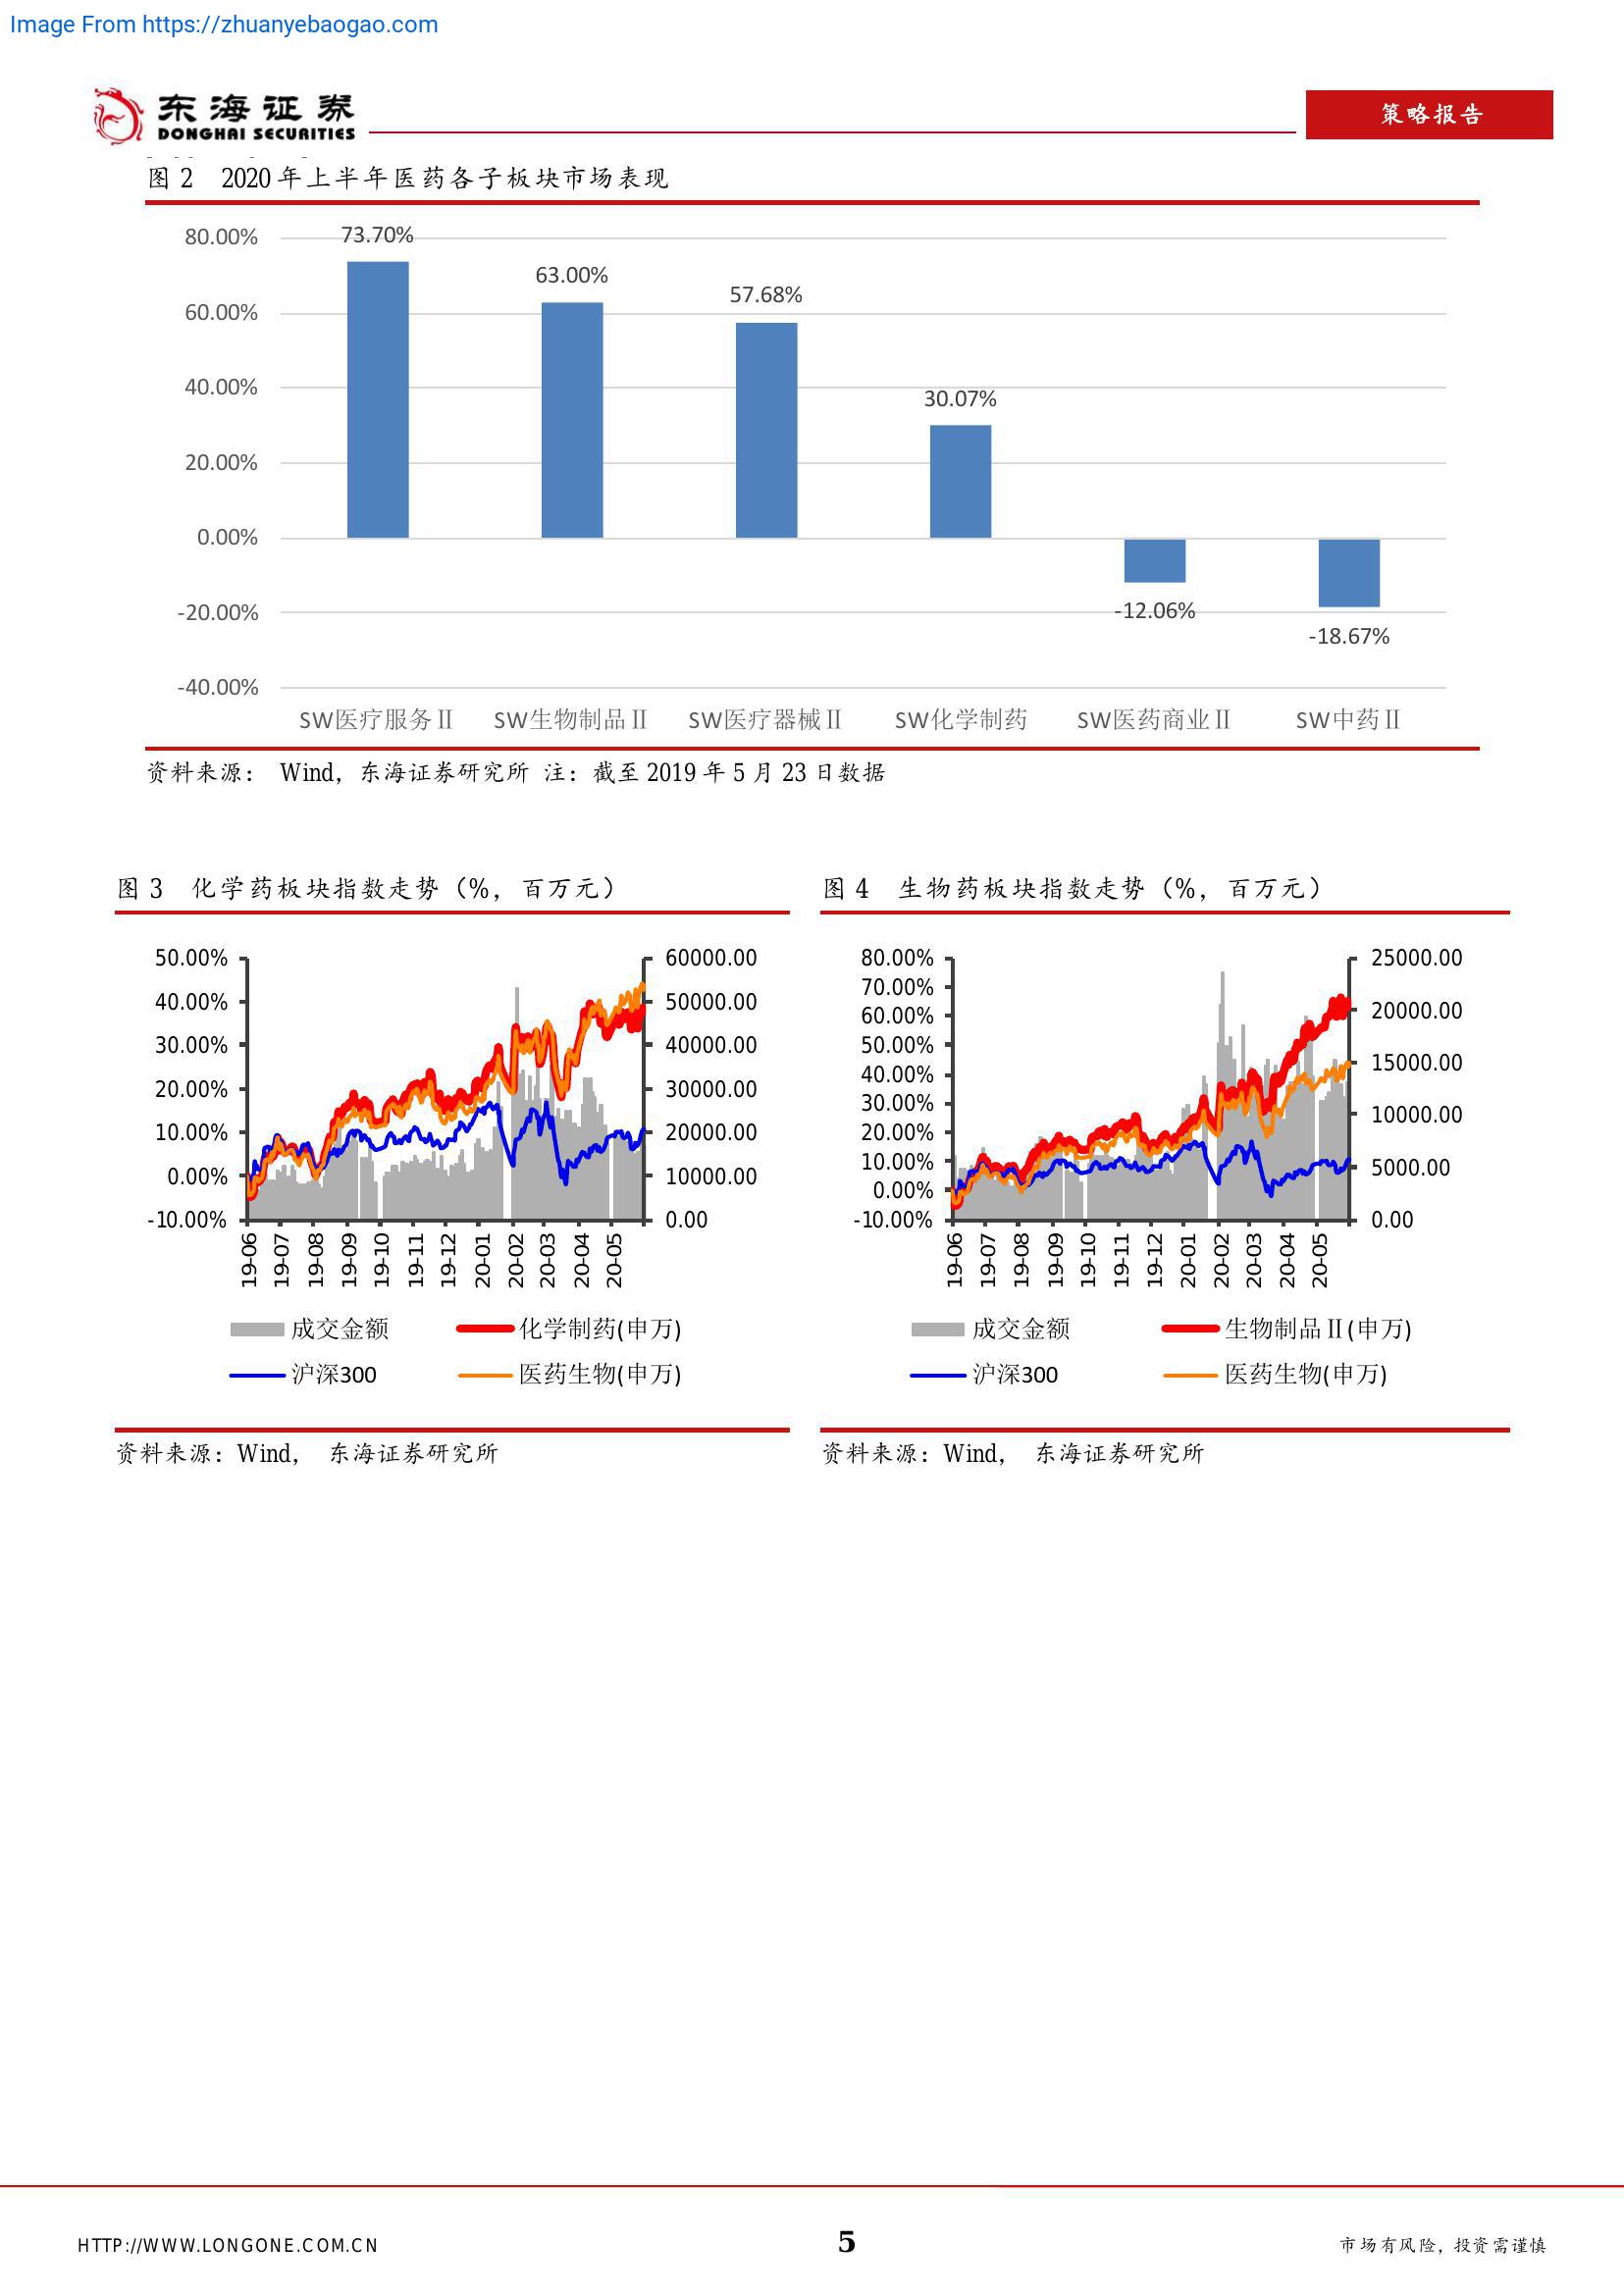 Image From https://zhuanyebaogao.com
东海证券
DONGHAI SECURITIES
策略报告
图 2 2020 年上半年医药各子板块市场表现
80.00%
60.00%
40.00%
20.00%
0.00%
-20.00%
-40.00%
73.70%
63.00%
57.68%
30.07%
-12.06%
-18.67%
SW医疗服务Ⅱ SW生物制品Ⅱ SW医疗器械Ⅱ SW化学制药 SW医药商业Ⅱ SW中药Ⅱ
资料来源： Wind，东海证券研究所 注：截至 2019 年 5 月 23 日数据
图 3 化学药板块指数走势（%，百万元）
50.00%
40.00%
30.00%
20.00%
10.00%
0.00%
-10.00%
60000.00
50000.00
40000.00
30000.00
20000.00
10000.00
0.00
19-06 19-07 19-08 19-09 19-10 19-11 19-12 20-01 20-02 20-03 20-04 20-05
成交金额 化学制药(申万)
沪深300 医药生物(申万)
资料来源：Wind， 东海证券研究所
图 4 生物药板块指数走势（%，百万元）
80.00%
70.00%
60.00%
50.00%
40.00%
30.00%
20.00%
10.00%
0.00%
-10.00%
25000.00
20000.00
15000.00
10000.00
5000.00
0.00
19-06 19-07 19-08 19-09 19-10 19-11 19-12 20-01 20-02 20-03 20-04 20-05
成交金额 生物制品Ⅱ(申万)
沪深300 医药生物(申万)
资料来源：Wind， 东海证券研究所
HTTP://WWW.LONGONE.COM.CN
5
市场有风险，投资需谨慎